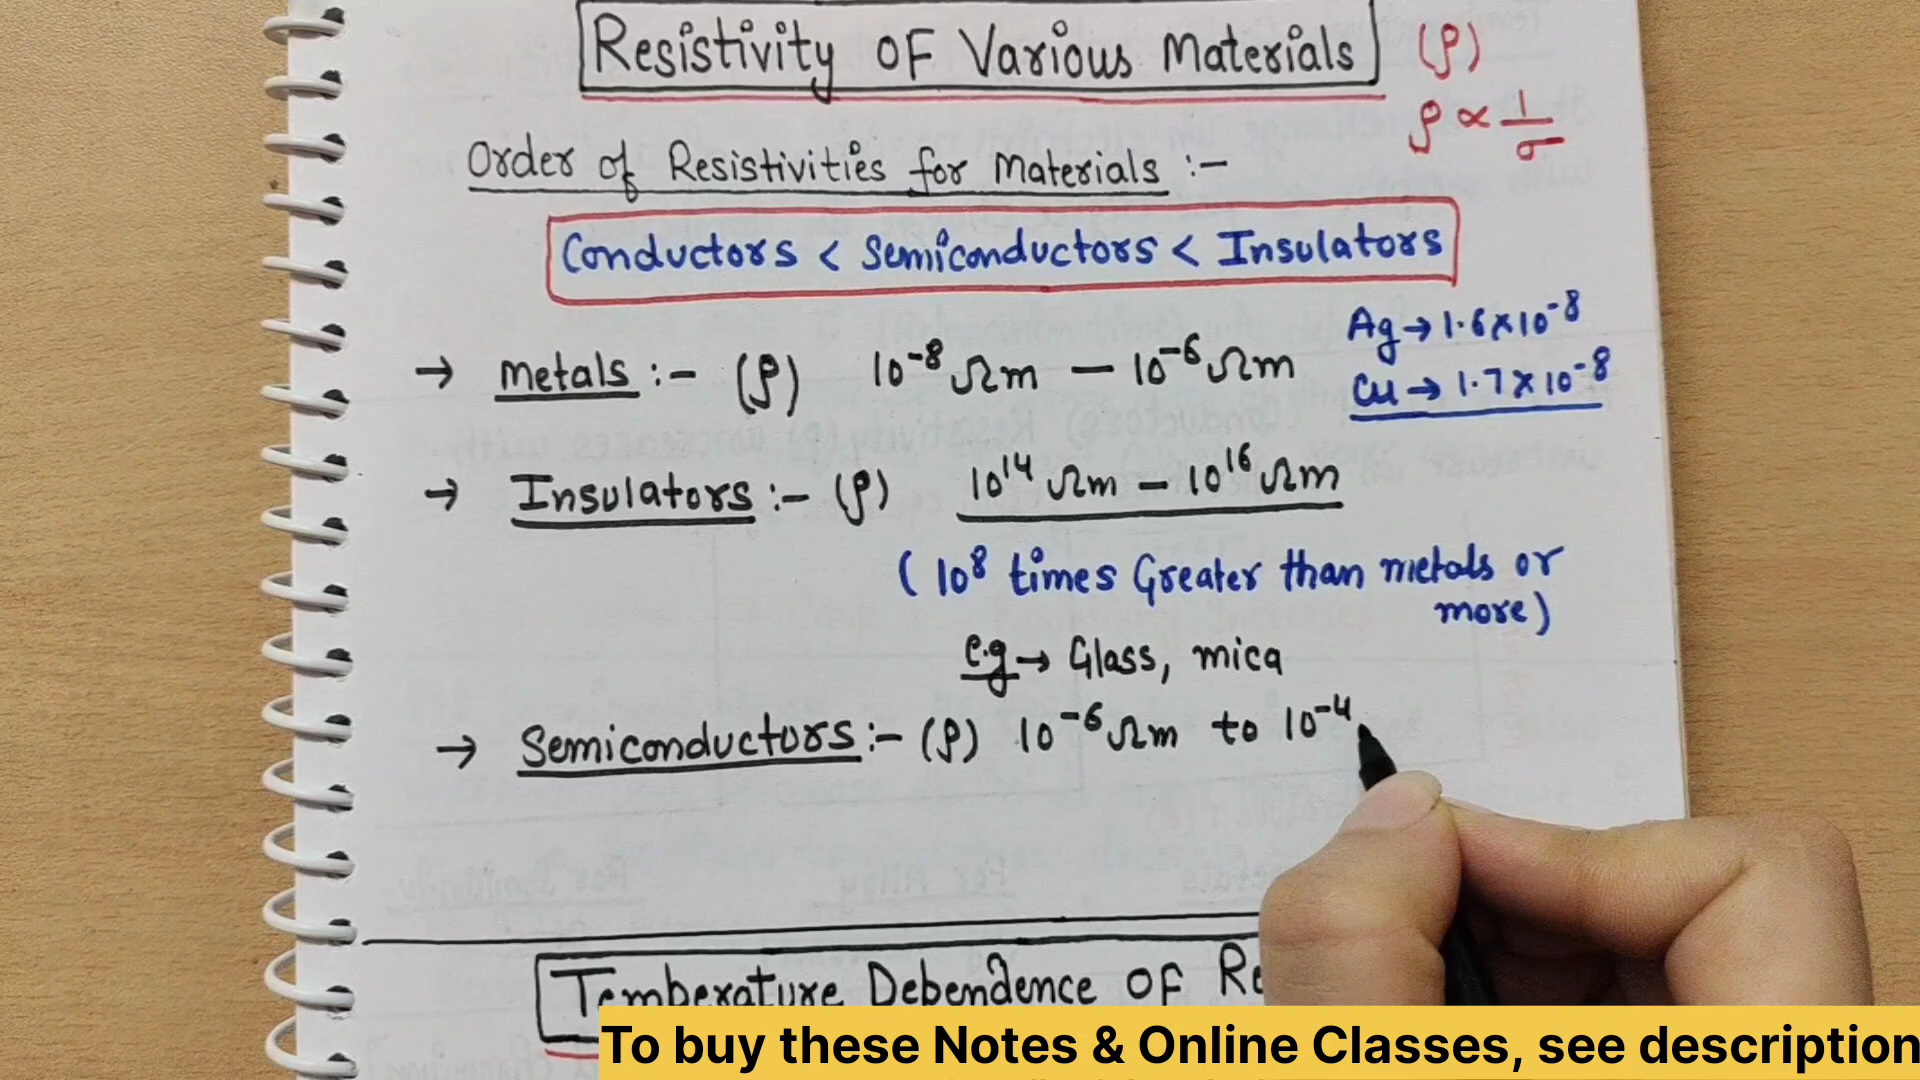 Resistivity OF Various Materials (ρ)
ρ ∝ 1/σ
Order of Resistivities for Materials :-
Conductors < Semiconductors < Insulators
Ag → 1.6×10⁻⁸
→ Metals :- (ρ) 10⁻⁸ Ωm – 10⁻⁶ Ωm
Cu → 1.7×10⁻⁸
→ Insulators :- (ρ) 10¹⁴ Ωm – 10¹⁶ Ωm
(10⁸ times Greater than metals or
more)
e.g → Glass, mica
→ Semiconductors :- (ρ) 10⁻⁶ Ωm to 10⁻⁴
Temperature Dependence OF Re
To buy these Notes & Online Classes, see description